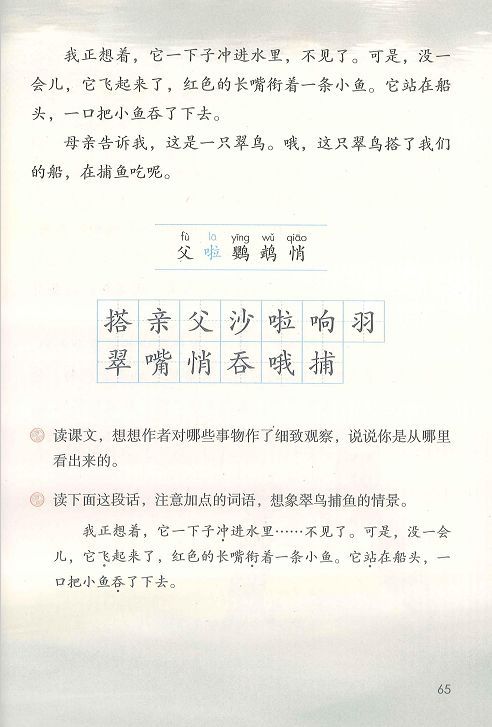 我正想着，它一下子冲进水里，不见了。可是，没一
会儿，它飞起来了，红色的长嘴衔着一条小鱼。它站在船
头，一口把小鱼吞了下去。
母亲告诉我，这是一只翠鸟。哦，这只翠鸟搭了我们
的船，在捕鱼吃呢。
fù la yīng wǔ qiāo
父 啦 鹦 鹉 悄
搭 亲 父 沙 啦 响 羽
翠 嘴 悄 吞 哦 捕
读课文，想想作者对哪些事物作了细致观察，说说你是从哪里
看出来的。
读下面这段话，注意加点的词语，想象翠鸟捕鱼的情景。
我正想着，它一下子冲进水里……不见了。可是，没一会
儿，它飞起来了，红色的长嘴衔着一条小鱼。它站在船头，一
口把小鱼吞了下去。
65